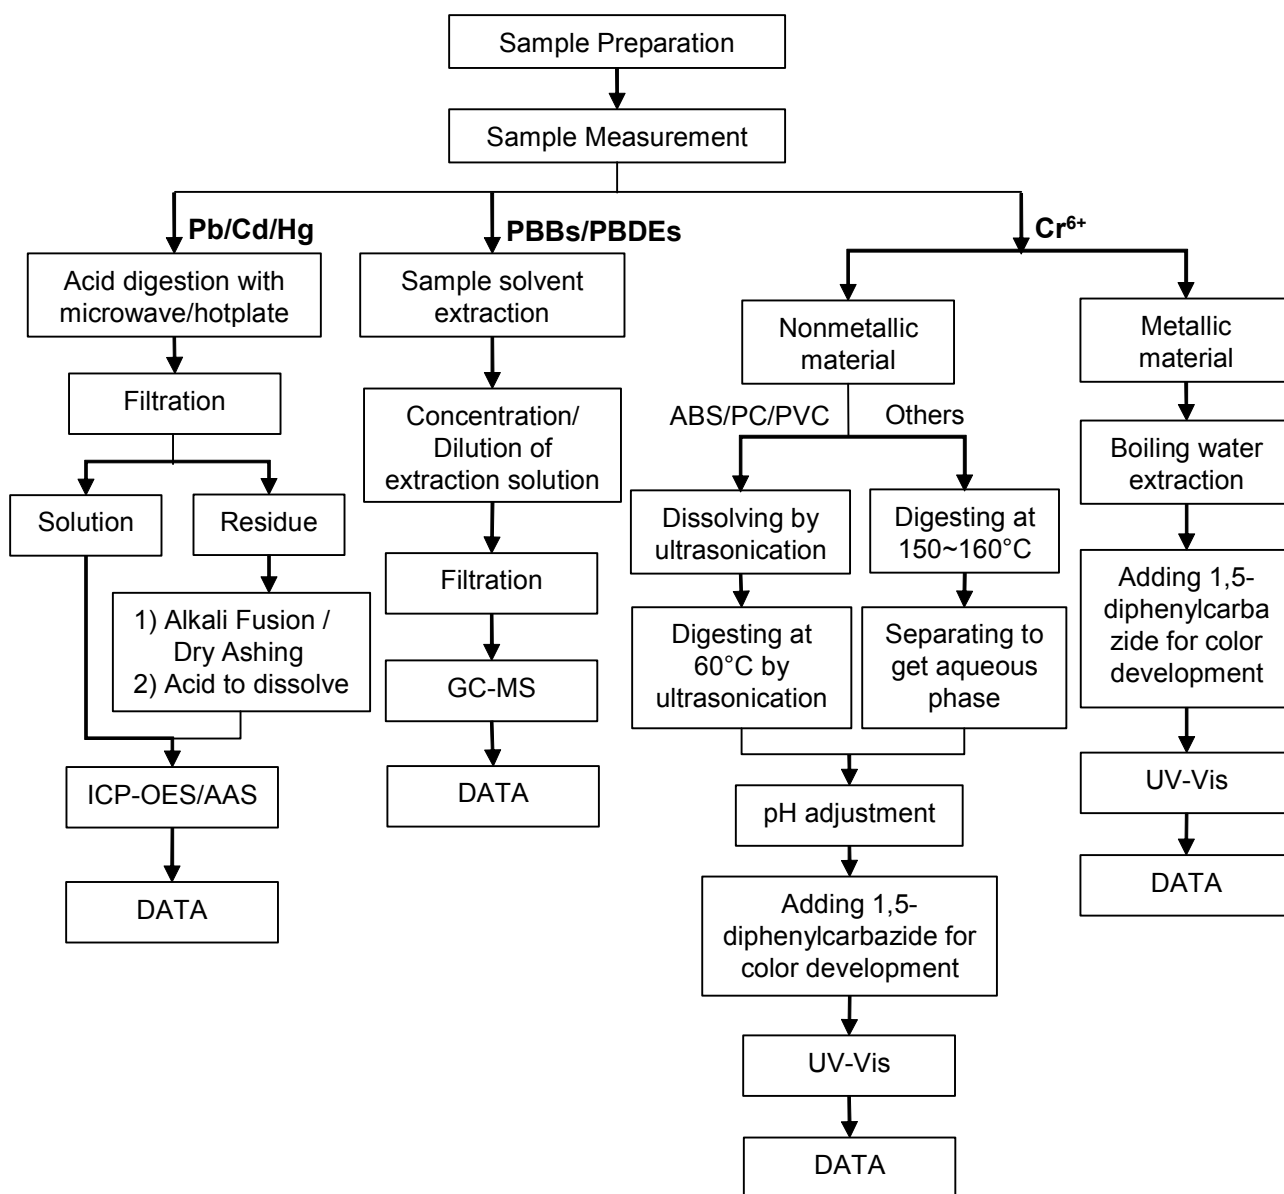 Sample Preparation
Sample Measurement
Pb/Cd/Hg
PBBs/PBDEs
Cr⁶⁺
Acid digestion with
microwave/hotplate
Filtration
Solution
Residue
1) Alkali Fusion /
Dry Ashing
2) Acid to dissolve
ICP-OES/AAS
DATA
Sample solvent
extraction
Concentration/
Dilution of
extraction solution
Filtration
GC-MS
DATA
Nonmetallic
material
ABS/PC/PVC
Others
Dissolving by
ultrasonication
Digesting at
60°C by
ultrasonication
Digesting at
150~160°C
Separating to
get aqueous
phase
pH adjustment
Adding 1,5-
diphenylcarbazide for
color development
UV-Vis
DATA
Metallic
material
Boiling water
extraction
Adding 1,5-
diphenylcarba
zide for color
development
UV-Vis
DATA